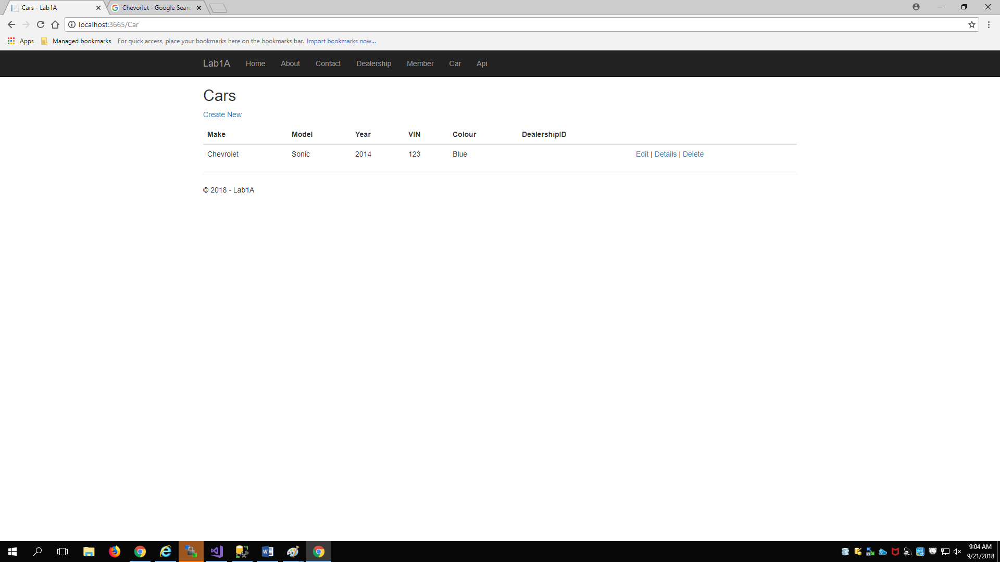 Cars - Lab1A
Chevorlet - Google Searc
localhost:3665/Car
Apps Managed bookmarks For quick access, place your bookmarks here on the bookmarks bar. Import bookmarks now...
Lab1A Home About Contact Dealership Member Car Api
Cars
Create New
Make Model Year VIN Colour DealershipID
Chevrolet Sonic 2014 123 Blue Edit | Details | Delete
© 2018 - Lab1A
9:04 AM
9/21/2018